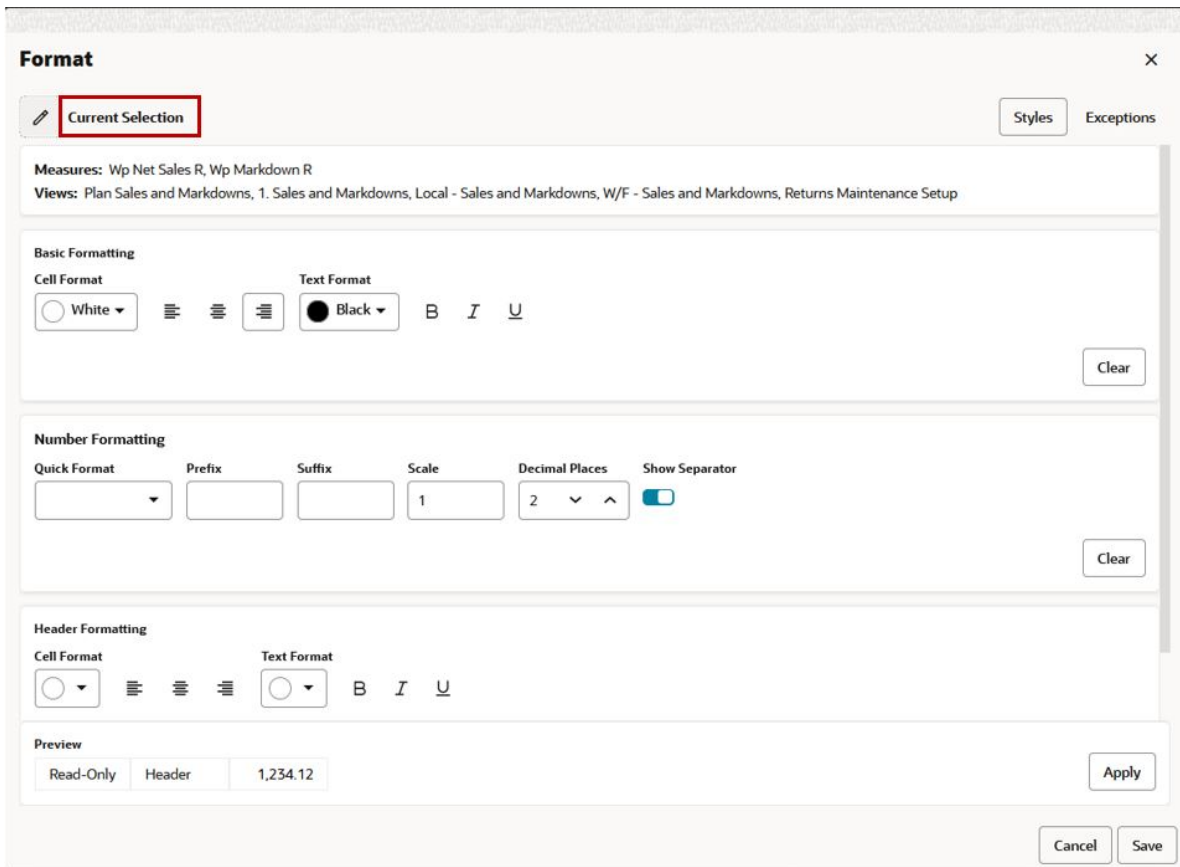 Format
Current Selection
Styles Exceptions
Measures: Wp Net Sales R, Wp Markdown R
Views: Plan Sales and Markdowns, 1. Sales and Markdowns, Local - Sales and Markdowns, W/F - Sales and Markdowns, Returns Maintenance Setup
Basic Formatting
Cell Format Text Format
White Black B I U
Clear
Number Formatting
Quick Format Prefix Suffix Scale Decimal Places Show Separator
1 2
Clear
Header Formatting
Cell Format Text Format
B I U
Preview
Read-Only Header 1,234.12
Apply
Cancel Save